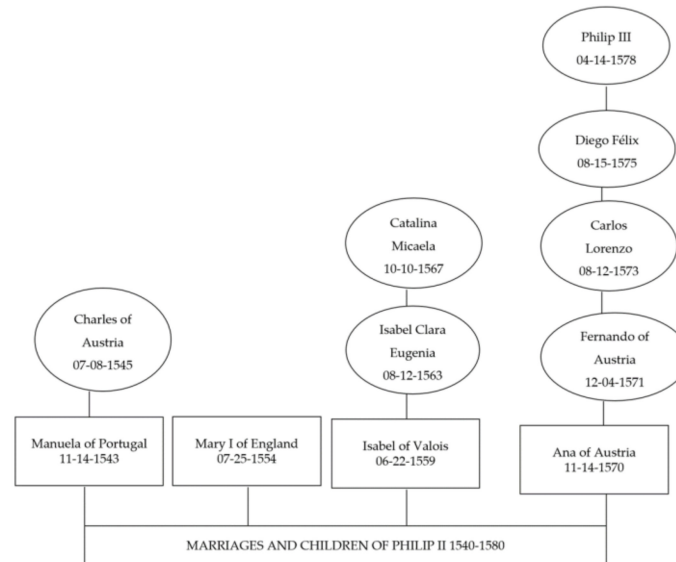 Philip III
04-14-1578
Diego Félix
08-15-1575
Catalina
Micaela
10-10-1567
Carlos
Lorenzo
08-12-1573
Charles of
Austria
07-08-1545
Isabel Clara
Eugenia
08-12-1563
Fernando of
Austria
12-04-1571
Manuela of Portugal
11-14-1543
Mary I of England
07-25-1554
Isabel of Valois
06-22-1559
Ana of Austria
11-14-1570
MARRIAGES AND CHILDREN OF PHILIP II 1540-1580